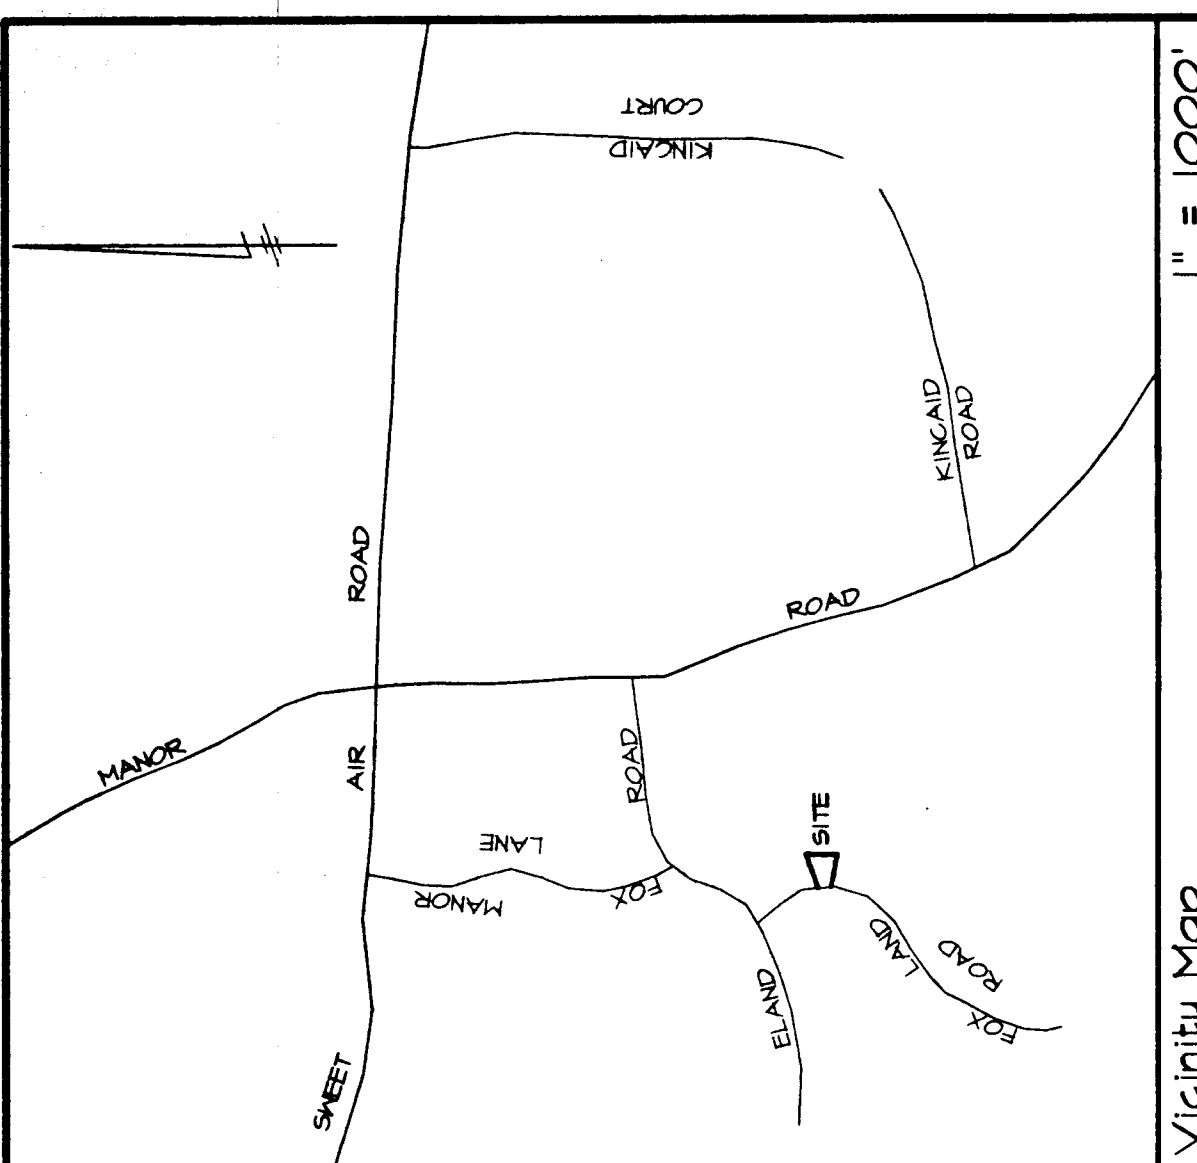 COURT
KINCAID
KINCAID
ROAD
SWEET AIR ROAD
MANOR ROAD
ROAD
ELAND
MANOR
LANE
FOX
SITE
FOX LAND
ROAD
Vicinity Map
1" = 1000'